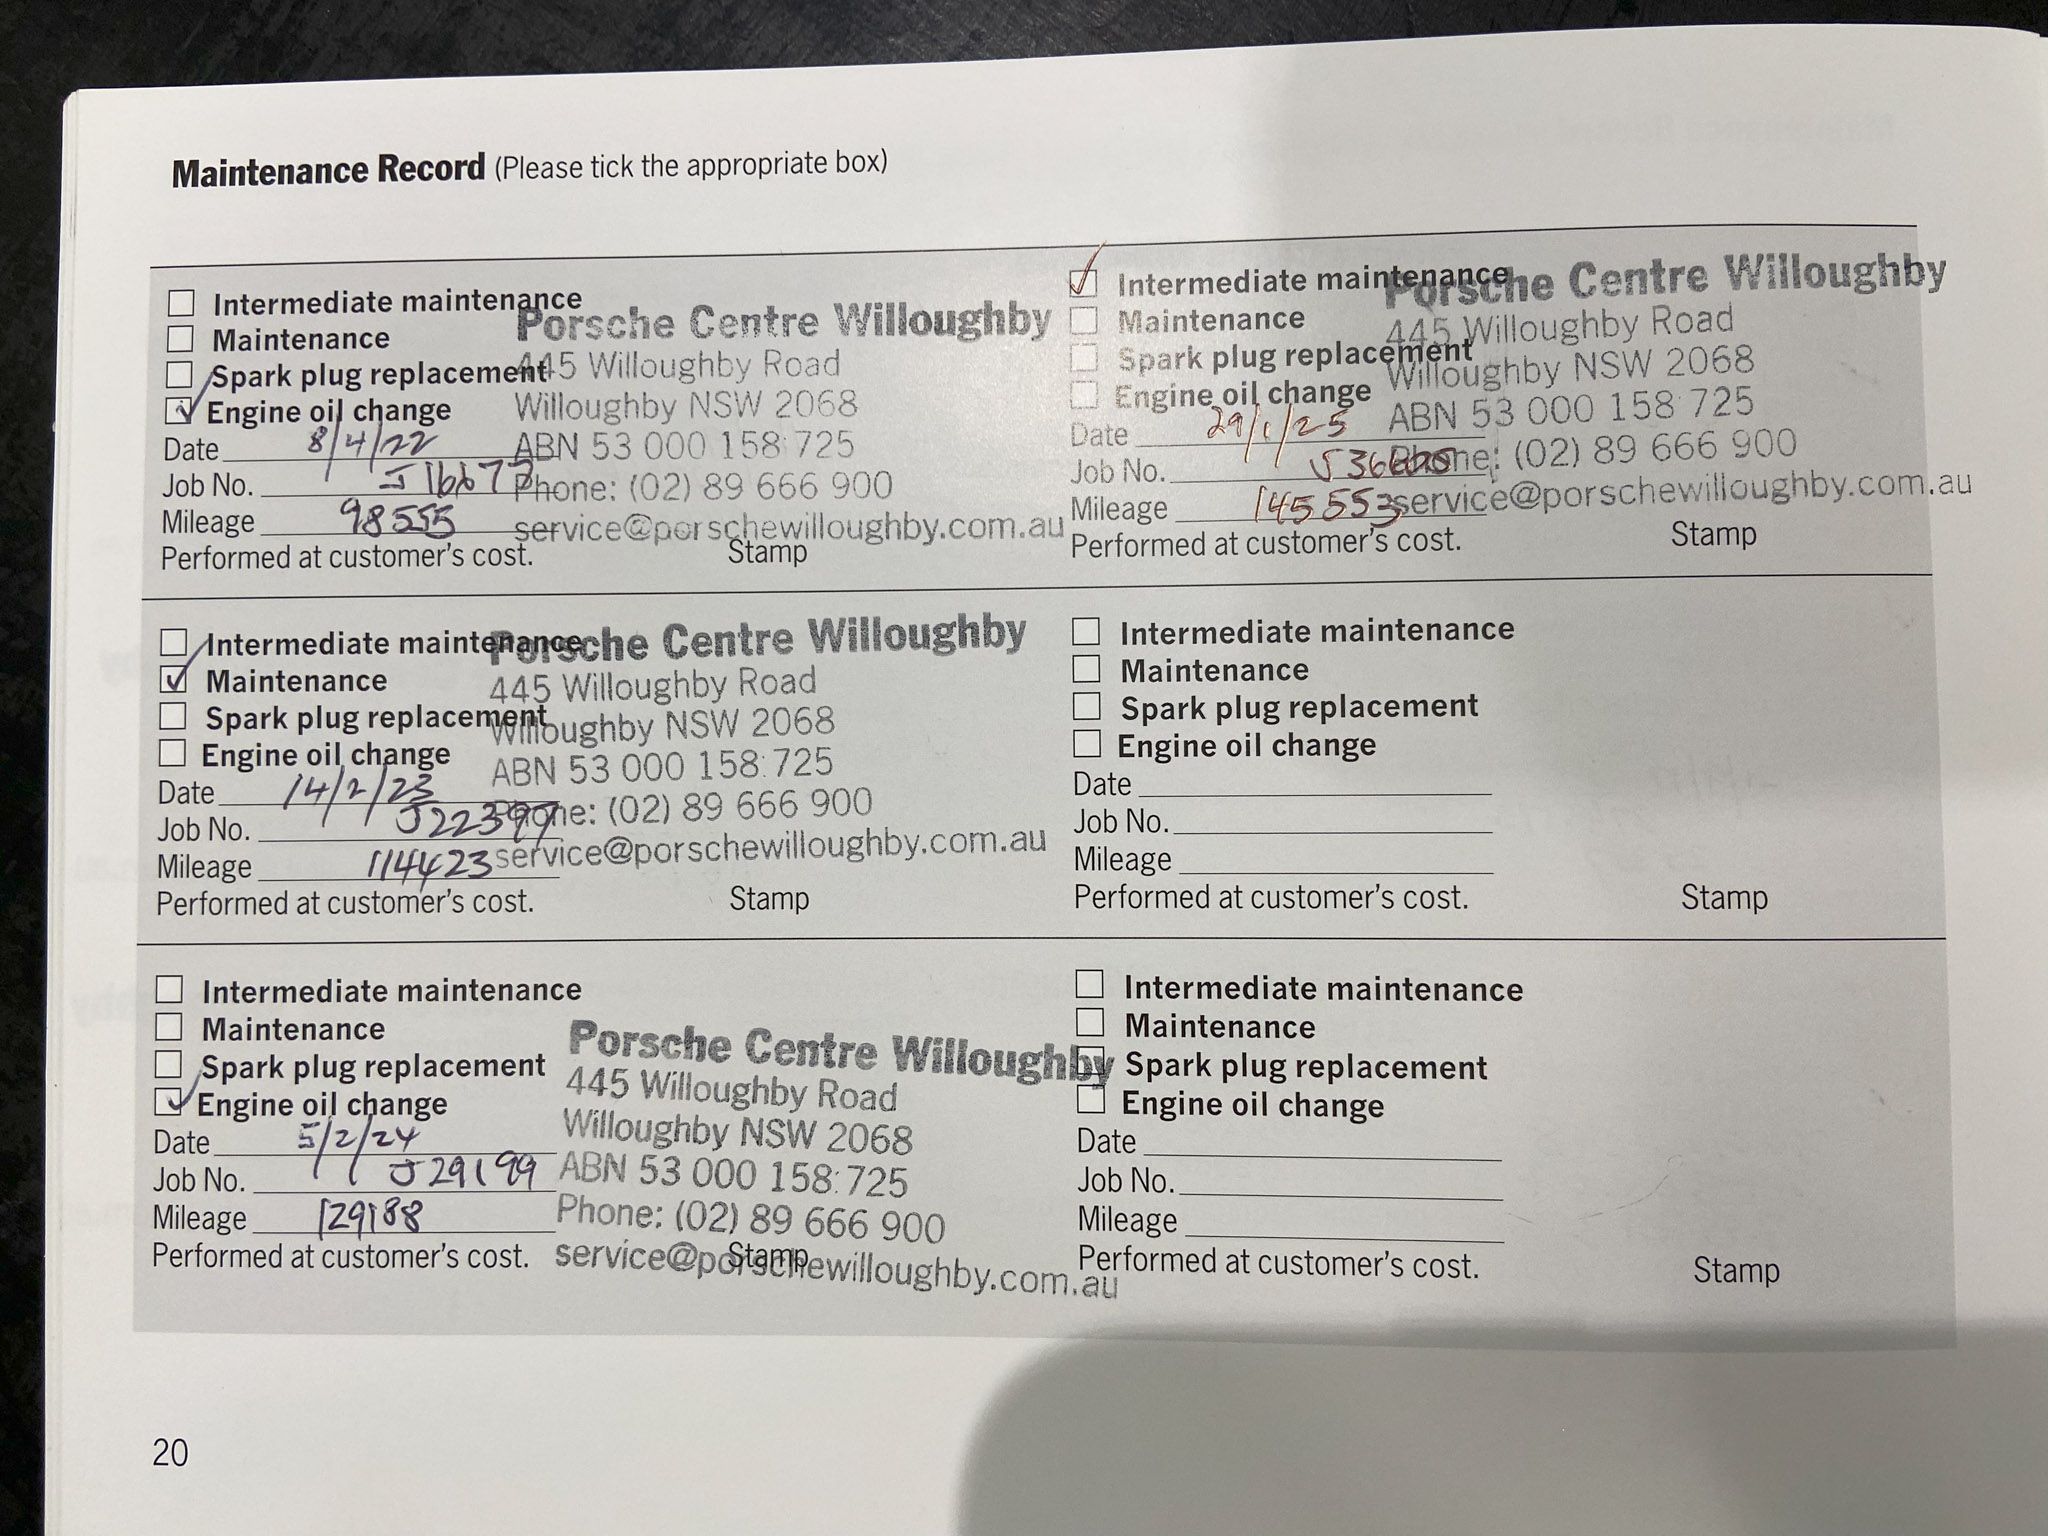 Maintenance Record (Please tick the appropriate box)
Intermediate maintenance
Maintenance
Spark plug replacement
Engine oil change
Date 8/4/22
Job No. J16677
Mileage 98555
Performed at customer's cost.
Stamp
Porsche Centre Willoughby
445 Willoughby Road
Willoughby NSW 2068
ABN 53 000 158 725
Phone: (02) 89 666 900
service@porschewilloughby.com.au
Intermediate maintenance
Maintenance
Spark plug replacement
Engine oil change
Date 14/2/23
Job No. J22397
Mileage 114423
Performed at customer's cost.
Stamp
Porsche Centre Willoughby
445 Willoughby Road
Willoughby NSW 2068
ABN 53 000 158 725
Phone: (02) 89 666 900
service@porschewilloughby.com.au
Intermediate maintenance
Maintenance
Spark plug replacement
Engine oil change
Date 5/2/24
Job No. J29199
Mileage 129188
Performed at customer's cost.
Stamp
Porsche Centre Willoughby
445 Willoughby Road
Willoughby NSW 2068
ABN 53 000 158 725
Phone: (02) 89 666 900
service@porschewilloughby.com.au
Intermediate maintenance
Maintenance
Spark plug replacement
Engine oil change
Date 29/1/25
Job No.
Mileage 145553
Performed at customer's cost.
Stamp
Porsche Centre Willoughby
445 Willoughby Road
Willoughby NSW 2068
ABN 53 000 158 725
Phone: (02) 89 666 900
service@porschewilloughby.com.au
Intermediate maintenance
Maintenance
Spark plug replacement
Engine oil change
Date
Job No.
Mileage
Performed at customer's cost.
Stamp
Intermediate maintenance
Maintenance
Spark plug replacement
Engine oil change
Date
Job No.
Mileage
Performed at customer's cost.
Stamp
20